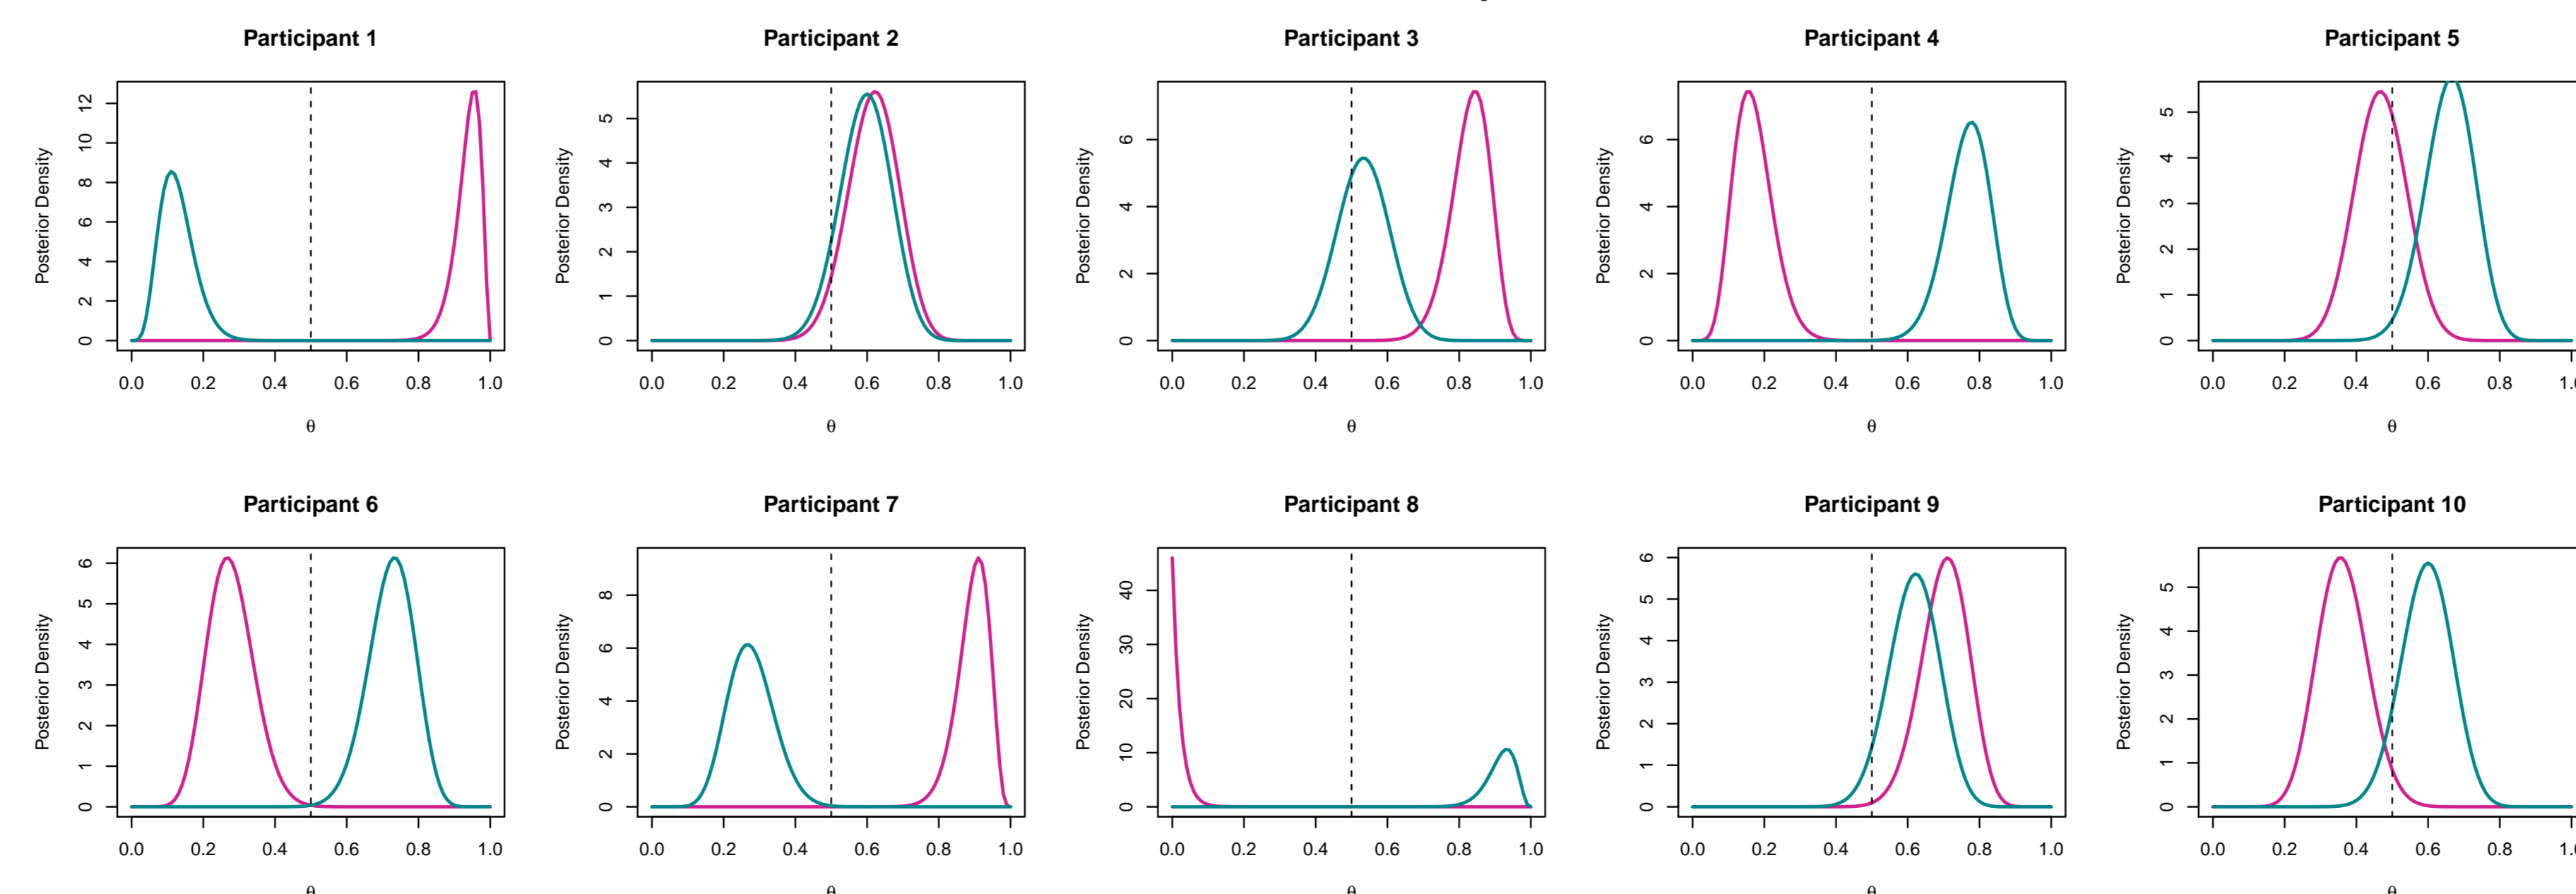 Participant 1
Participant 2
Participant 3
Participant 4
Participant 5
Posterior Density
0 2 4 6 8 10 12
0.0 0.2 0.4 0.6 0.8 1.0
θ
Posterior Density
0 1 2 3 4 5
0.0 0.2 0.4 0.6 0.8 1.0
θ
Posterior Density
0 2 4 6
0.0 0.2 0.4 0.6 0.8 1.0
θ
Posterior Density
0 2 4 6
0.0 0.2 0.4 0.6 0.8 1.0
θ
Posterior Density
0 1 2 3 4 5
0.0 0.2 0.4 0.6 0.8
θ
Participant 6
Participant 7
Participant 8
Participant 9
Participant 10
Posterior Density
0 1 2 3 4 5 6
0.0 0.2 0.4 0.6 0.8 1.0
θ
Posterior Density
0 2 4 6 8
0.0 0.2 0.4 0.6 0.8 1.0
θ
Posterior Density
0 10 20 30 40
0.0 0.2 0.4 0.6 0.8 1.0
θ
Posterior Density
0 1 2 3 4 5 6
0.0 0.2 0.4 0.6 0.8 1.0
θ
Posterior Density
0 1 2 3 4 5
0.0 0.2 0.4 0.6 0.8